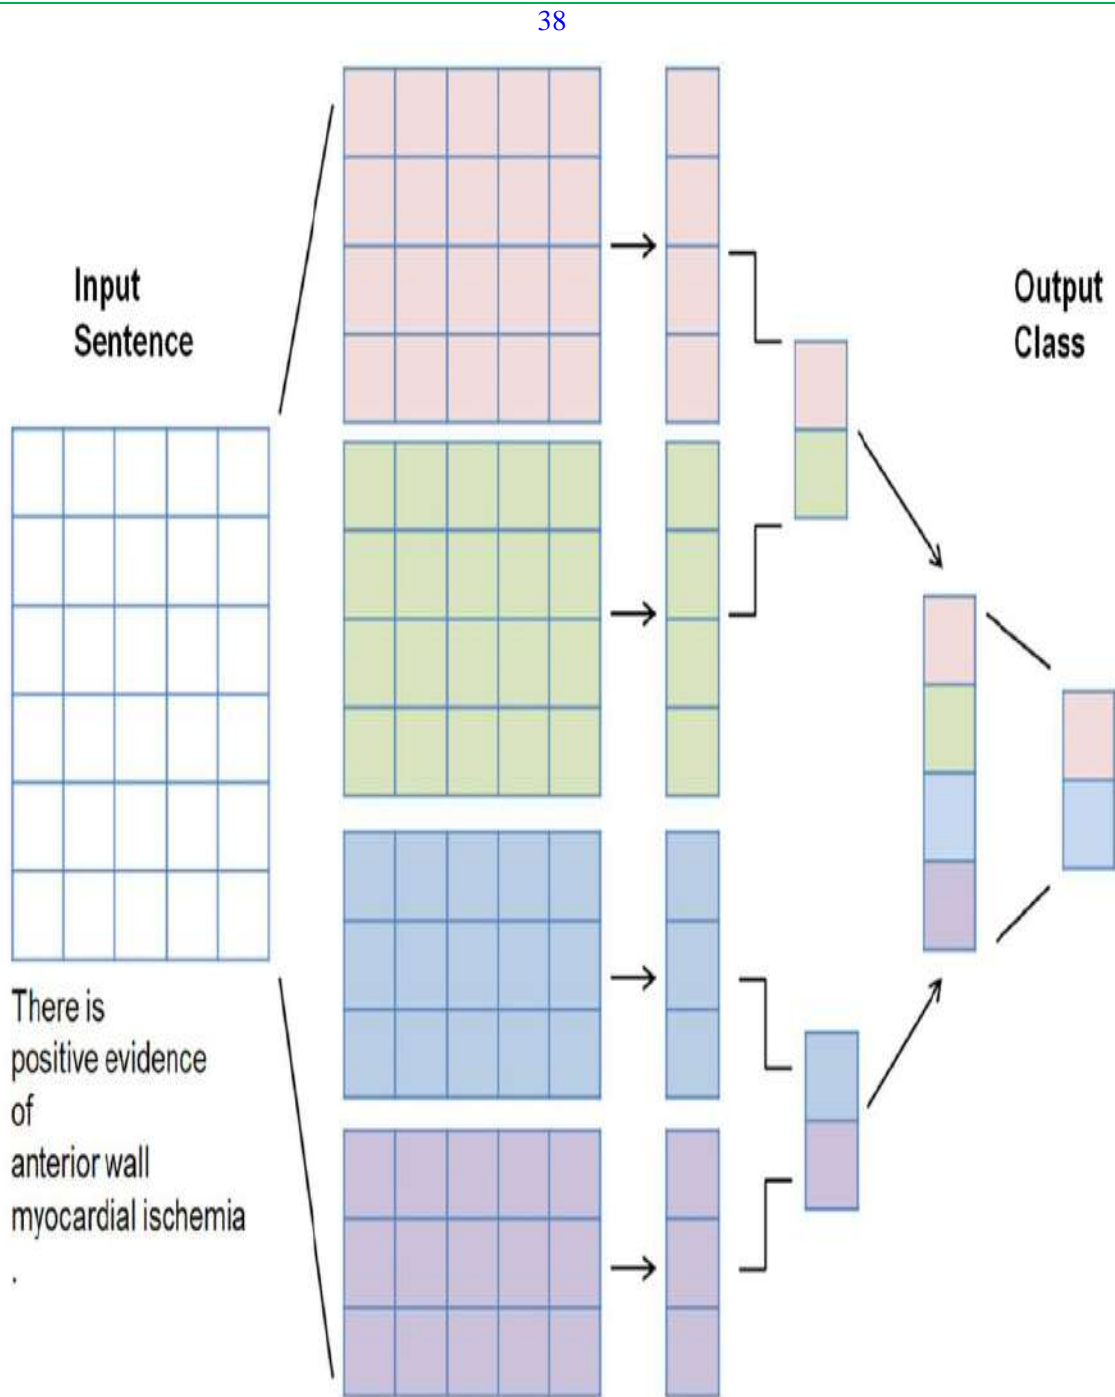 38
Input
Sentence
Output
Class
There is
positive evidence
of
anterior wall
myocardial ischemia
.